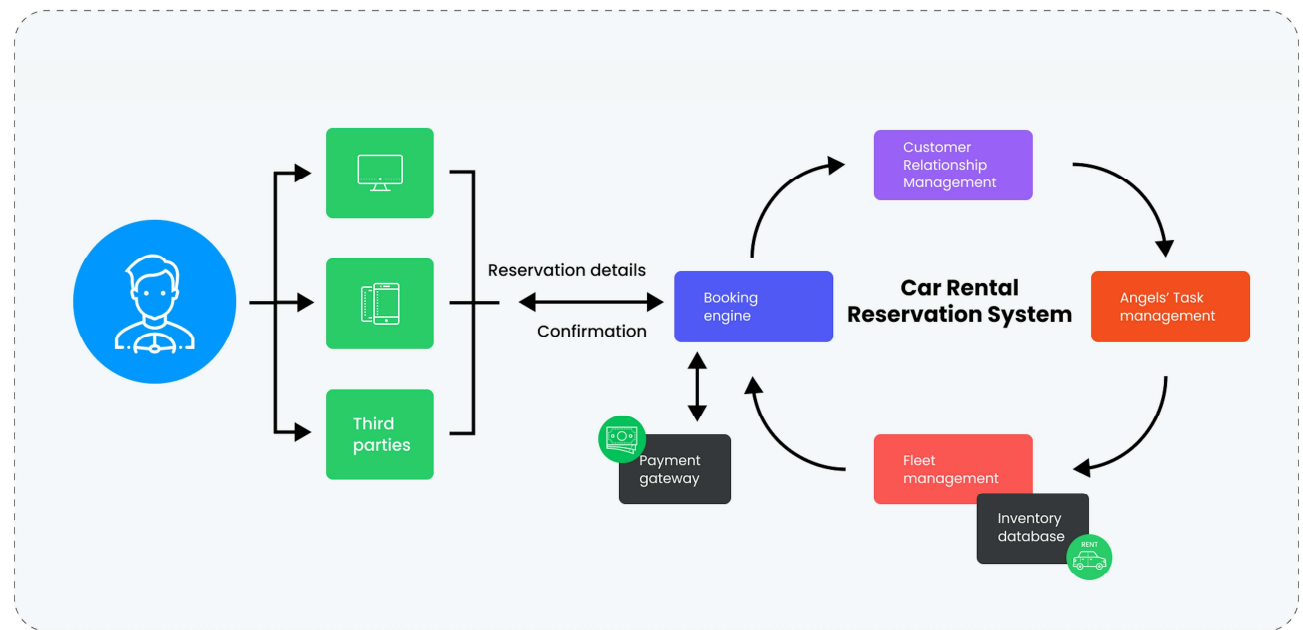 Third
parties
Reservation details
Confirmation
Booking
engine
Payment
gateway
Customer
Relationship
Management
Car Rental
Reservation System
Angels’ Task
management
Fleet
management
Inventory
database
RENT